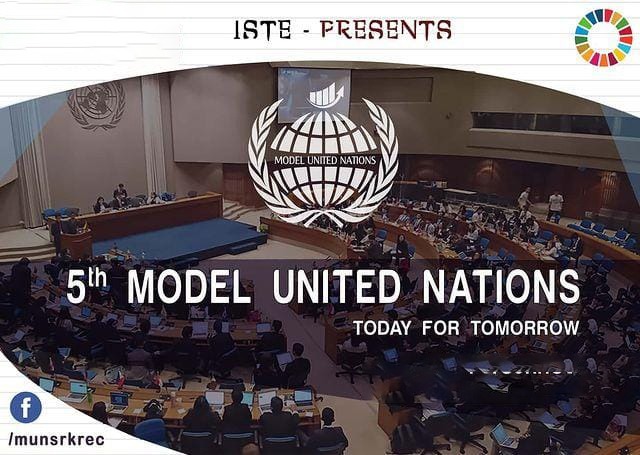 ISTE - PRESENTS
MODEL UNITED NATIONS
5th MODEL UNITED NATIONS
TODAY FOR TOMORROW
/munsrkrec